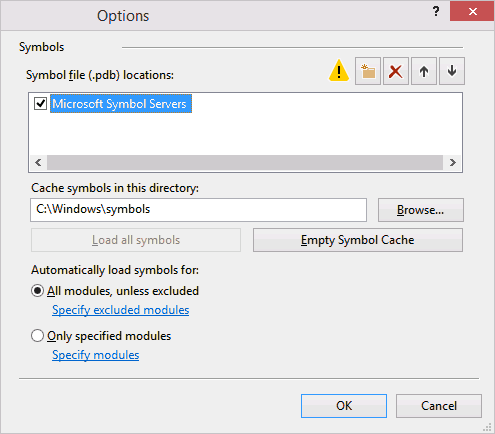 Options
?
Symbols
Symbol file (.pdb) locations:
Microsoft Symbol Servers
Cache symbols in this directory:
C:\Windows\symbols
Browse...
Load all symbols
Empty Symbol Cache
Automatically load symbols for:
All modules, unless excluded
Specify excluded modules
Only specified modules
Specify modules
OK
Cancel